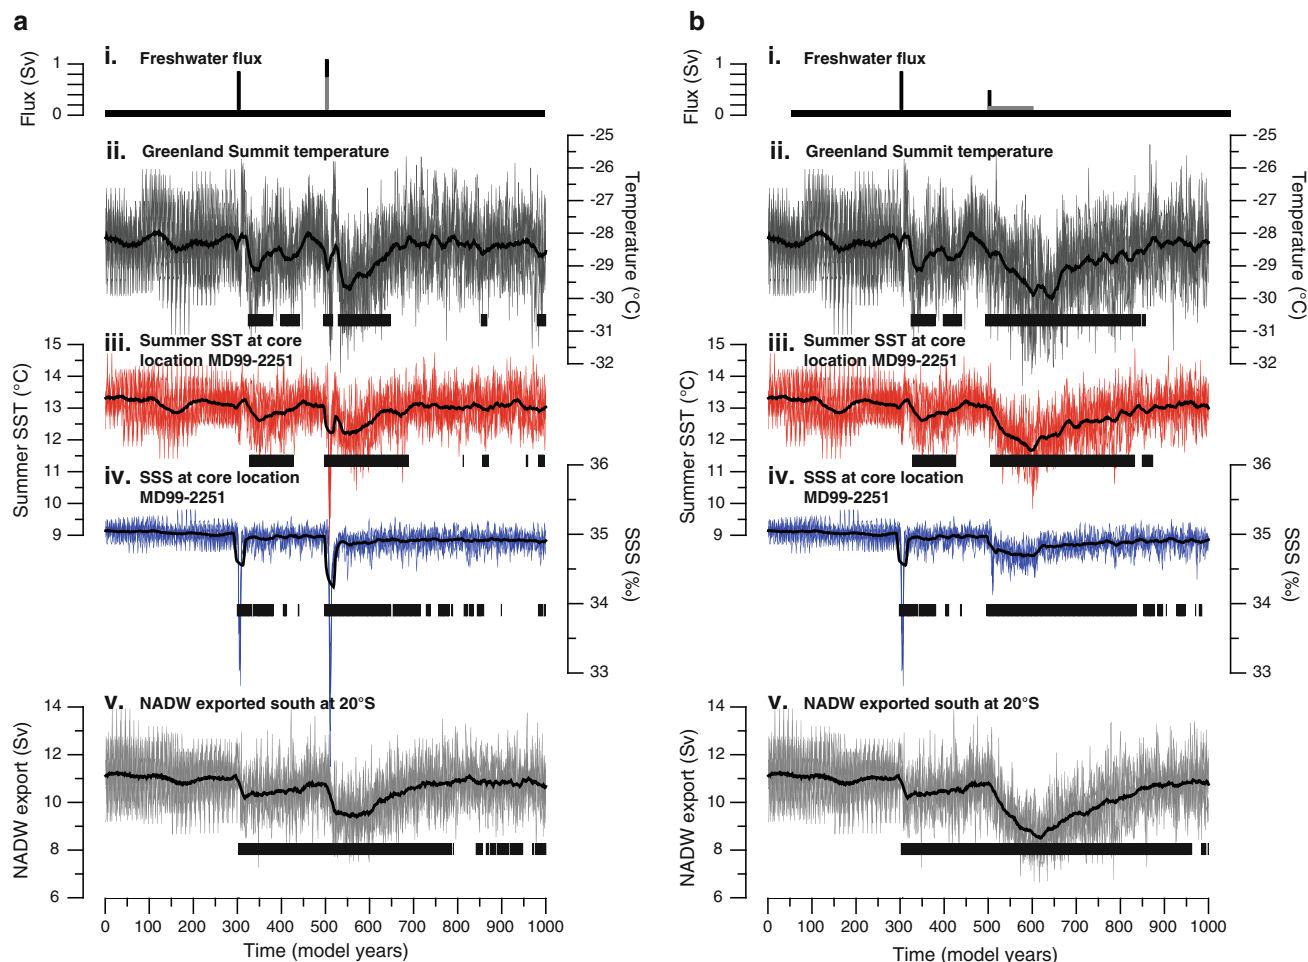 a
i. Freshwater flux
Flux (Sv)
1
0
ii. Greenland Summit temperature
Temperature (°C)
-25
-26
-27
-28
-29
-30
-31
-32
iii. Summer SST at core
location MD99-2251
Summer SST (°C)
15
14
13
12
11
10
9
iv. SSS at core location
MD99-2251
SSS (‰)
36
35
34
33
v. NADW exported south at 20°S
NADW export (Sv)
14
12
10
8
6
0 100 200 300 400 500 600 700 800 900 1000
Time (model years)
b
i. Freshwater flux
Flux (Sv)
1
0
ii. Greenland Summit temperature
Temperature (°C)
-25
-26
-27
-28
-29
-30
-31
-32
iii. Summer SST at core
location MD99-2251
Summer SST (°C)
15
14
13
12
11
10
9
iv. SSS at core location
MD99-2251
SSS (‰)
36
35
34
33
v. NADW exported south at 20°S
NADW export (Sv)
14
12
10
8
6
0 100 200 300 400 500 600 700 800 900 1000
Time (model years)